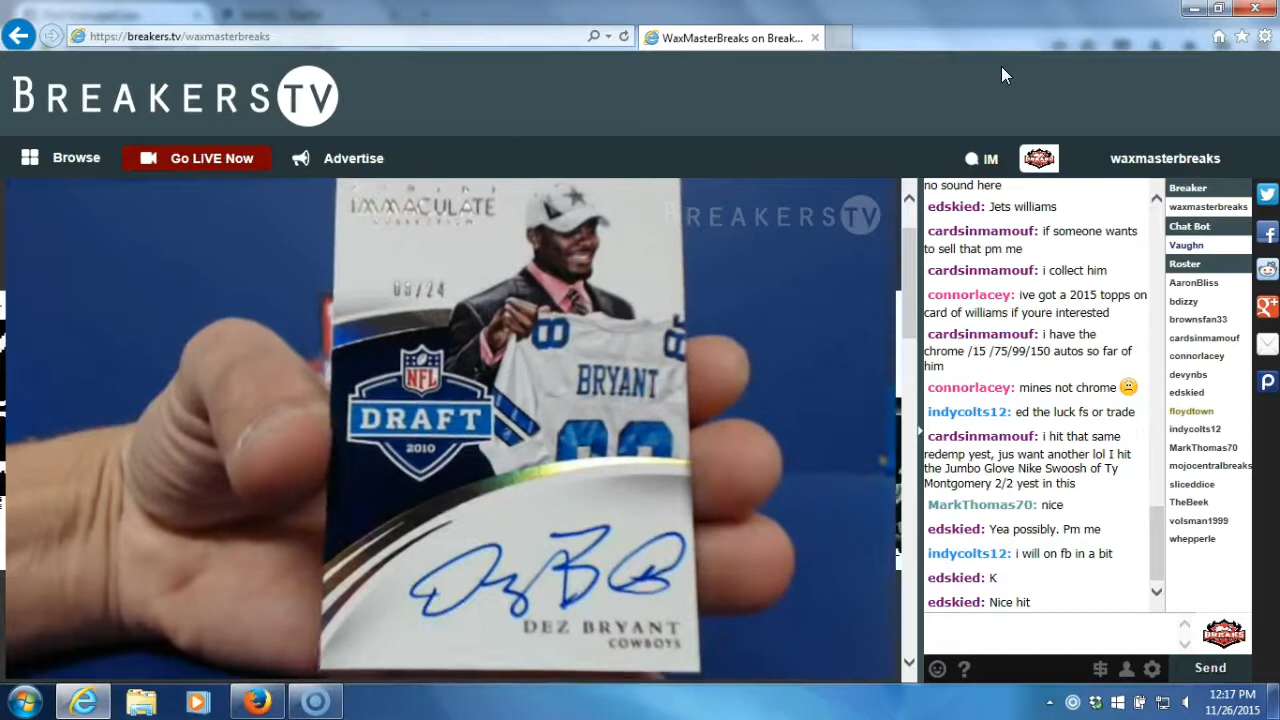 https://breakers.tv/waxmasterbreaks
WaxMasterBreaks on Break...
BREAKERSTV
Browse
Go LIVE Now
Advertise
IM
waxmasterbreaks
BREAKERSTV
IMMACULATE
COLLECTION
08/24
NFL
DRAFT
2010
88
BRYANT
DEZ BRYANT
COWBOYS
no sound here
edskied: Jets williams
cardsinmamouf: if someone wants
to sell that pm me
cardsinmamouf: i collect him
connorlacey: ive got a 2015 topps on
card of williams if youre interested
cardsinmamouf: i have the
chrome /15 /75/99/150 autos so far of
him
connorlacey: mines not chrome
indycolts12: ed the luck fs or trade
cardsinmamouf: i hit that same
redemp yest, jus want another lol I hit
the Jumbo Glove Nike Swoosh of Ty
Montgomery 2/2 yest in this
MarkThomas70: nice
edskied: Yea possibly. Pm me
indycolts12: i will on fb in a bit
edskied: K
edskied: Nice hit
Breaker
waxmasterbreaks
Chat Bot
Vaughn
Roster
AaronBliss
bdizzy
brownsfan33
cardsinmamouf
connorlacey
devynbs
edskied
floydtown
indycolts12
MarkThomas70
mojocentralbreaks
sliceddice
TheBeek
volsman1999
whepperle
BREAKS
Send
12:17 PM
11/26/2015